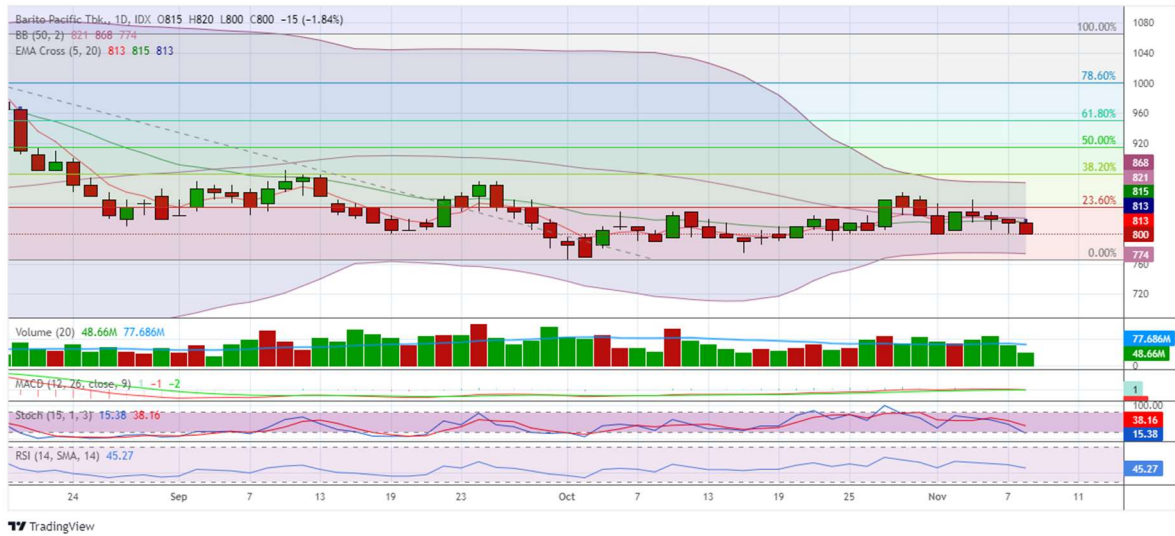 Barito Pacific Tbk., 1D, IDX O815 H820 L800 C800 −15 (−1.84%)
BB (50, 2) 821 868 774
EMA Cross (5, 20) 813 815 813
100.00%
78.60%
61.80%
50.00%
38.20%
23.60%
0.00%
1080
1040
1000
960
920
868
821
815
813
813
800
774
760
720
Volume (20) 48.66M 77.686M
77.686M
48.66M
0
MACD (12, 26, close, 9) 1 −1 −2
1
Stoch (15, 1, 3) 15.38 38.16
100.00
38.16
15.38
RSI (14, SMA, 14) 45.27
45.27
24 Sep 7 13 19 23 Oct 7 13 19 25 Nov 7 11
TradingView